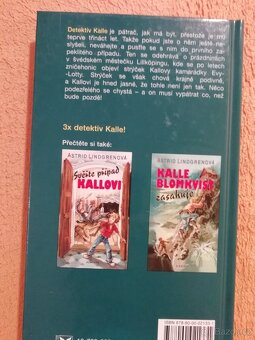 Detektiv Kalle je pátrač, jak má být, přestože je mu
teprve třináct let. Takže pokud jste o něm ještě ne-
slyšeli, neváhejte a pusťte se s ním do prvního za-
peklitého případu. Ten se odehrává o prázdninách
v švédském městečku Lillköpingu, kde se po letech
zničehonic objeví strýček Kallovy kamarádky Evy-
-Lotty. Strýček se však chová krajně podivně,
a Kallovi je hned jasné, že tohle není jen tak. Něco
podezřelého se chystá – a on musí vypátrat co, než
bude pozdě!
3x detektiv Kalle!
Přečtěte si také:
ASTRID LINDGRENOVÁ
Svěřte případ
KALLOVI
ASTRID LINDGRENOVÁ
KALLE
BLOMKVIST
zasahuje